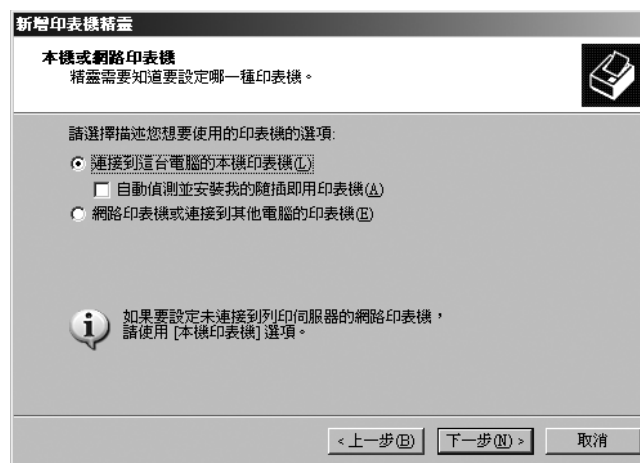 新增印表機精靈
本機或網路印表機
精靈需要知道要設定哪一種印表機。
請選擇描述您想要使用的印表機的選項:
連接到這台電腦的本機印表機(L)
自動偵測並安裝我的隨插即用印表機(A)
網路印表機或連接到其他電腦的印表機(E)
如果要設定未連接到列印伺服器的網路印表機，
請使用 [本機印表機] 選項。
<上一步(B) 下一步(N)> 取消